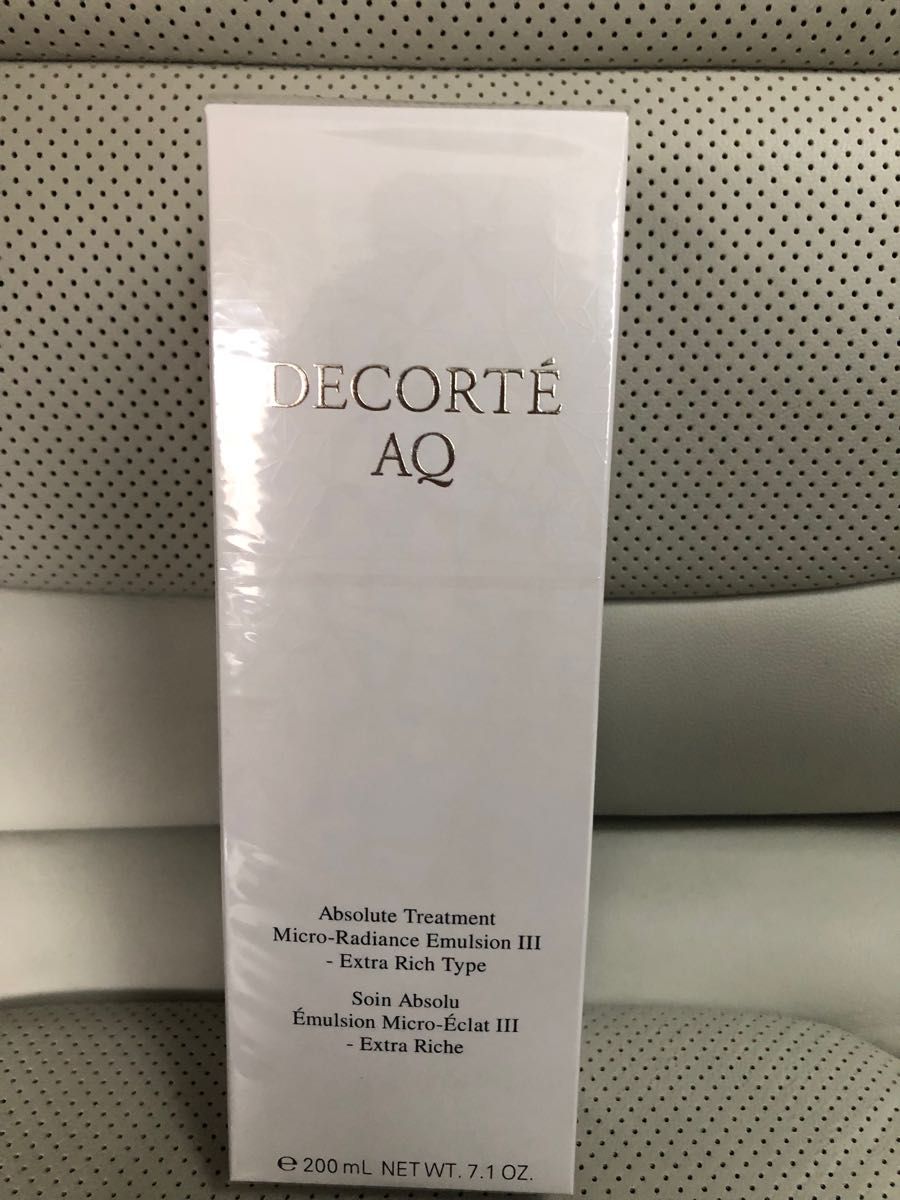 DECORTÉ
AQ
Absolute Treatment
Micro-Radiance Emulsion III
- Extra Rich Type
Soin Absolu
Émulsion Micro-Éclat III
- Extra Riche
℮ 200 mL NET WT. 7.1 OZ.